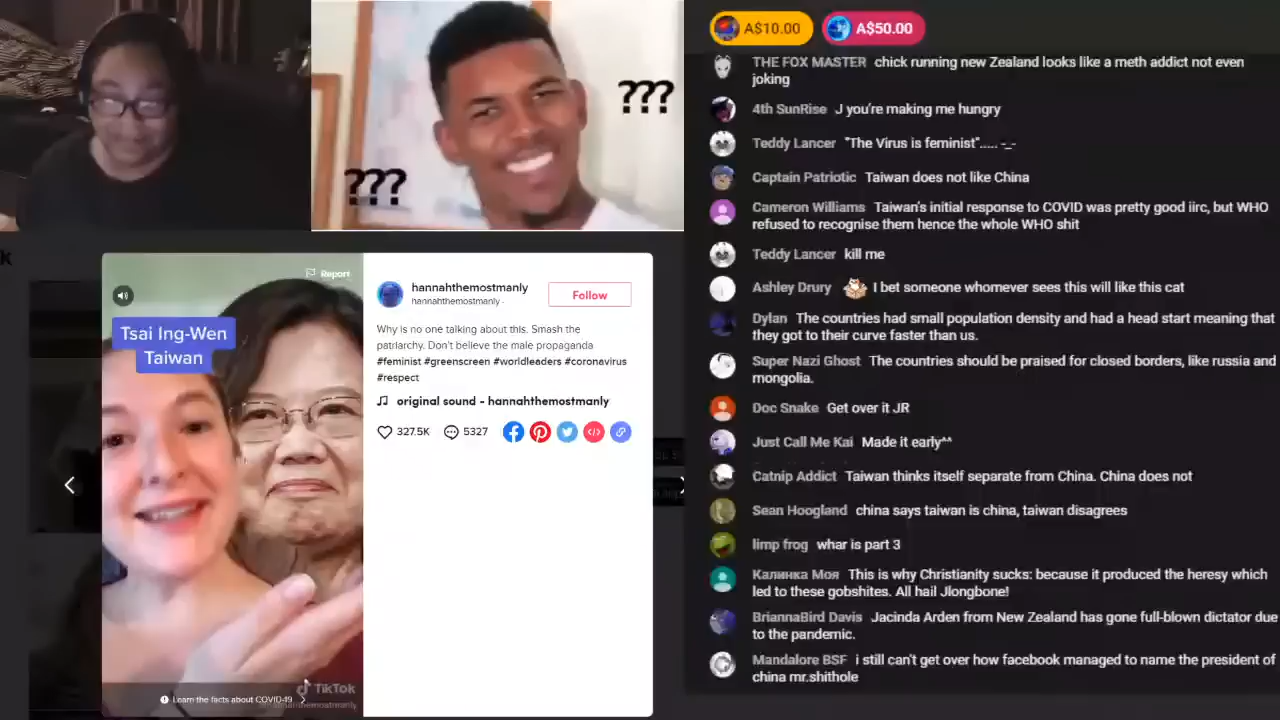 ???
???
k
Report
Tsai Ing-Wen
Taiwan
Learn the facts about COVID-19
TikTok
hannahthemostmanly
hannahthemostmanly
Follow
Why is no one talking about this. Smash the
patriarchy. Don't believe the male propaganda
#feminist #greenscreen #worldleaders #coronavirus
#respect
original sound - hannahthemostmanly
327.5K
5327
A$10.00
A$50.00
THE FOX MASTER chick running new Zealand looks like a meth addict not even
joking
4th SunRise J you're making me hungry
Teddy Lancer "The Virus is feminist"..... -_-
Captain Patriotic Taiwan does not like China
Cameron Williams Taiwan's initial response to COVID was pretty good iirc, but WHO
refused to recognise them hence the whole WHO shit
Teddy Lancer kill me
Ashley Drury I bet someone whomever sees this will like this cat
Dylan The countries had small population density and had a head start meaning that
they got to their curve faster than us.
Super Nazi Ghost The countries should be praised for closed borders, like russia and
mongolia.
Doc Snake Get over it JR
Just Call Me Kai Made it early^^
Catnip Addict Taiwan thinks itself separate from China. China does not
Sean Hoogland china says taiwan is china, taiwan disagrees
limp frog whar is part 3
Калинка Моя This is why Christianity sucks: because it produced the heresy which
led to these gobshites. All hail Jlongbone!
BriannaBird Davis Jacinda Arden from New Zealand has gone full-blown dictator due
to the pandemic.
Mandalore BSF i still can't get over how facebook managed to name the president of
china mr.shithole